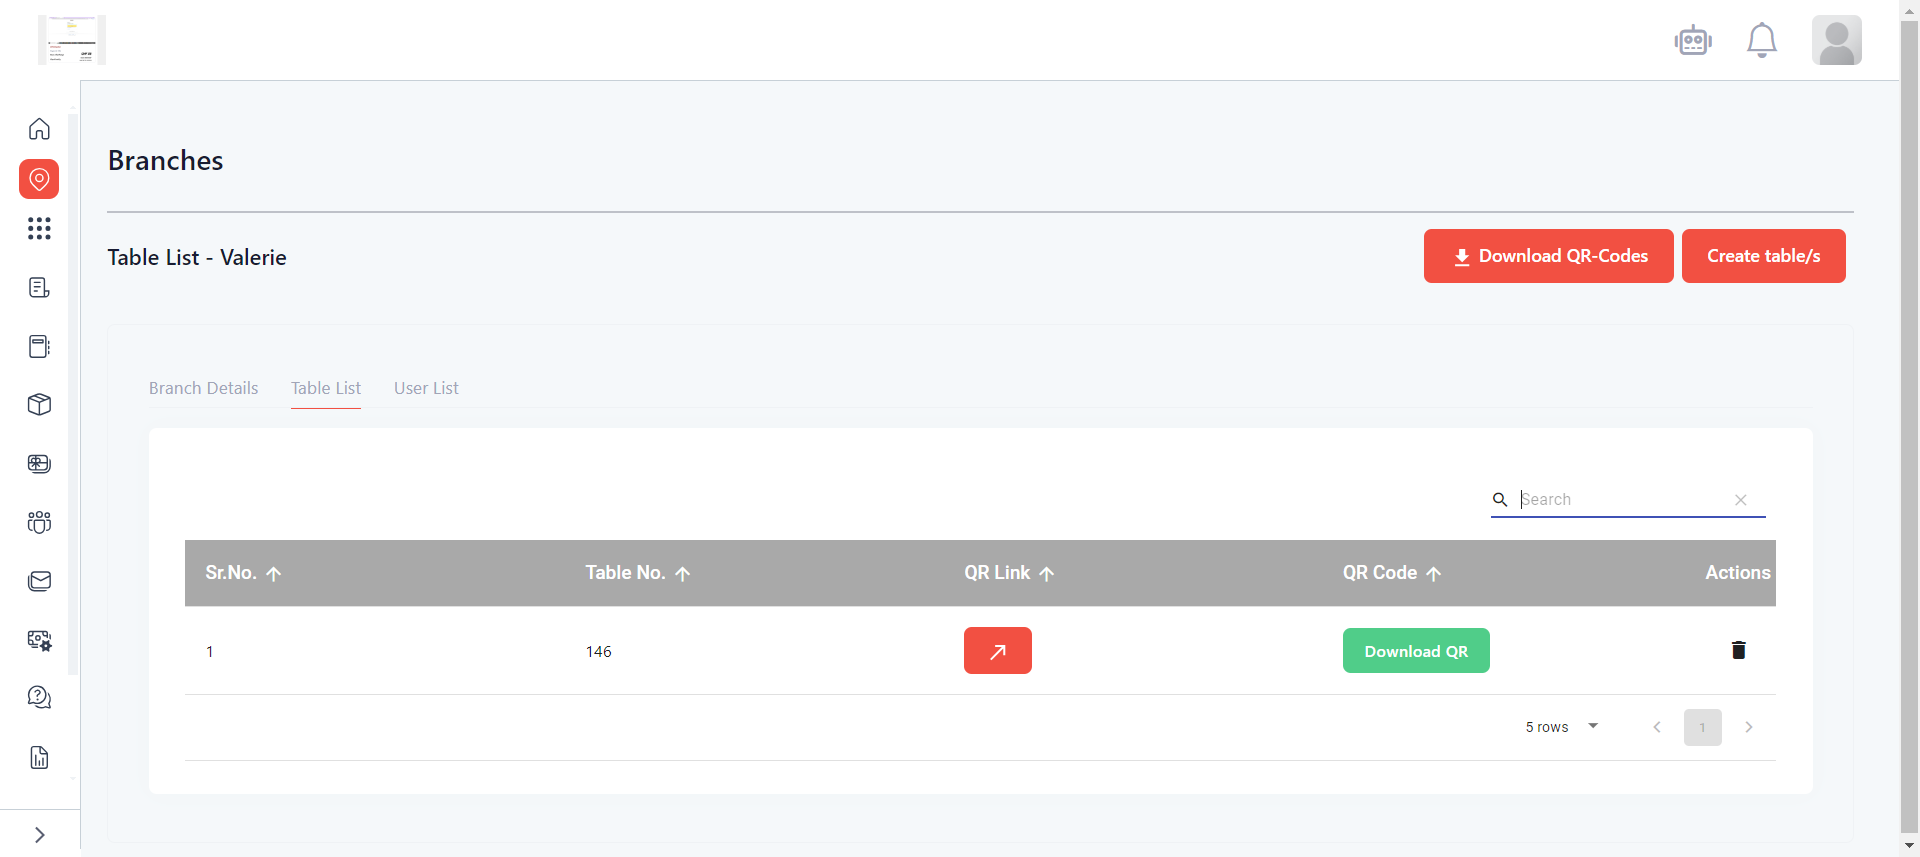 Branches
Table List - Valerie
Download QR-Codes
Create table/s
Branch Details
Table List
User List
Search
Sr.No.
Table No.
QR Link
QR Code
Actions
1
146
Download QR
5 rows
1